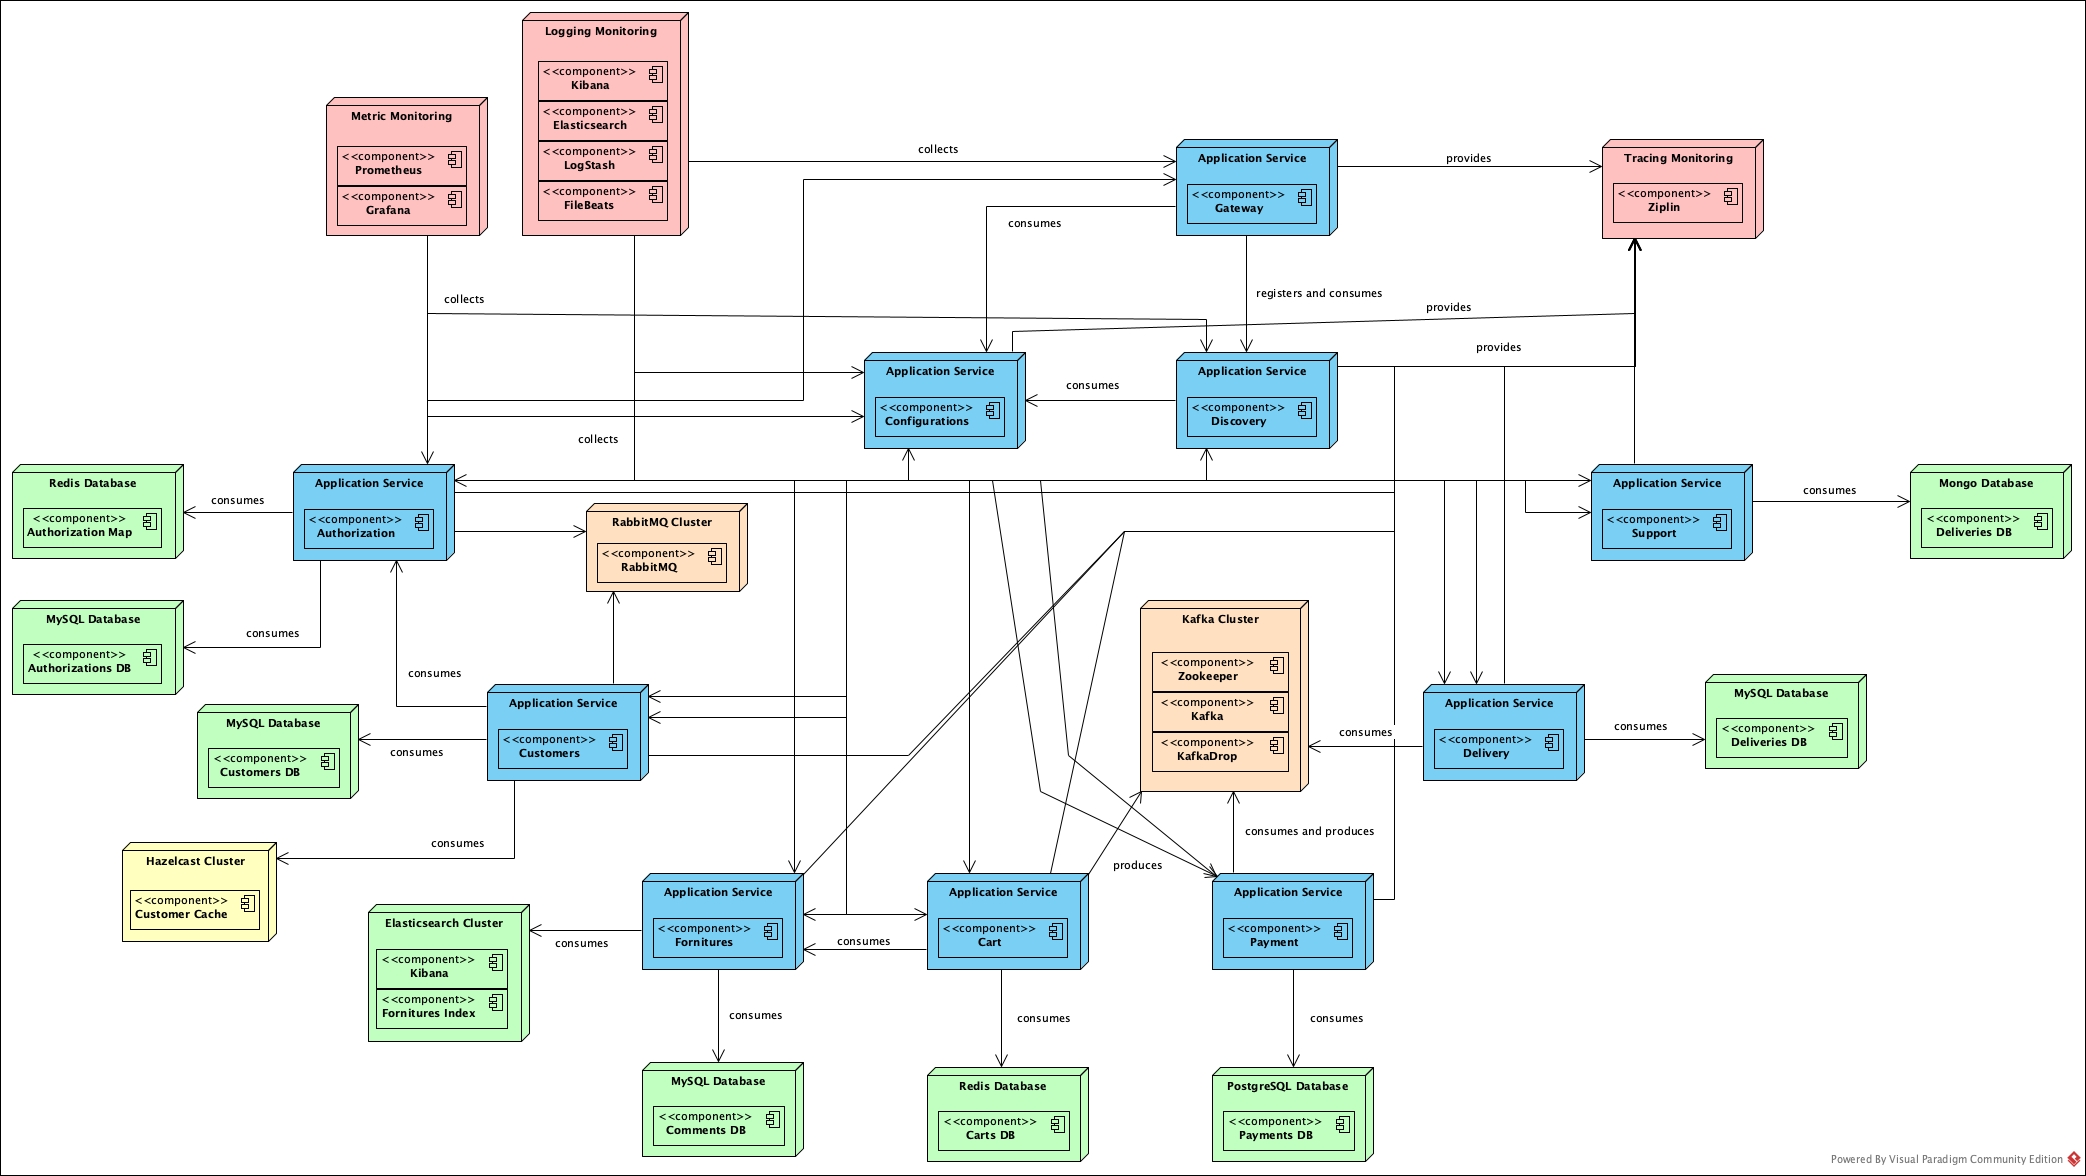 Logging Monitoring
<<component>>
Kibana
<<component>>
Elasticsearch
<<component>>
LogStash
<<component>>
FileBeats
Metric Monitoring
<<component>>
Prometheus
<<component>>
Grafana
collects
Application Service
<<component>>
Gateway
provides
Tracing Monitoring
<<component>>
Ziplin
consumes
collects
registers and consumes
provides
provides
Application Service
<<component>>
Configurations
consumes
Application Service
<<component>>
Discovery
collects
Redis Database
<<component>>
Authorization Map
consumes
Application Service
<<component>>
Authorization
RabbitMQ Cluster
<<component>>
RabbitMQ
Application Service
<<component>>
Support
consumes
Mongo Database
<<component>>
Deliveries DB
MySQL Database
<<component>>
Authorizations DB
consumes
Kafka Cluster
<<component>>
Zookeeper
<<component>>
Kafka
<<component>>
KafkaDrop
consumes
MySQL Database
<<component>>
Customers DB
consumes
Application Service
<<component>>
Customers
consumes
Application Service
<<component>>
Delivery
consumes
MySQL Database
<<component>>
Deliveries DB
consumes
consumes and produces
produces
Hazelcast Cluster
<<component>>
Customer Cache
Elasticsearch Cluster
<<component>>
Kibana
<<component>>
Fornitures Index
consumes
Application Service
<<component>>
Fornitures
consumes
Application Service
<<component>>
Cart
Application Service
<<component>>
Payment
consumes
consumes
consumes
MySQL Database
<<component>>
Comments DB
Redis Database
<<component>>
Carts DB
PostgreSQL Database
<<component>>
Payments DB
Powered By Visual Paradigm Community Edition